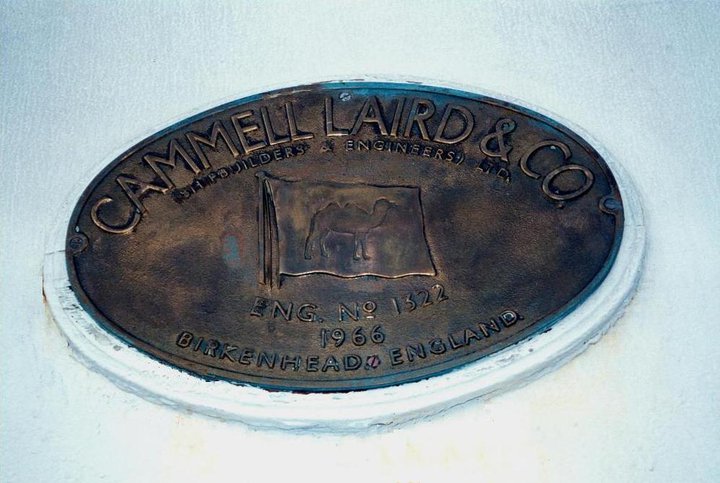 CAMMELL LAIRD & CO.
(SHIPBUILDERS & ENGINEERS) LTD.
ENG. Nº 1322
1966
BIRKENHEAD. ENGLAND.